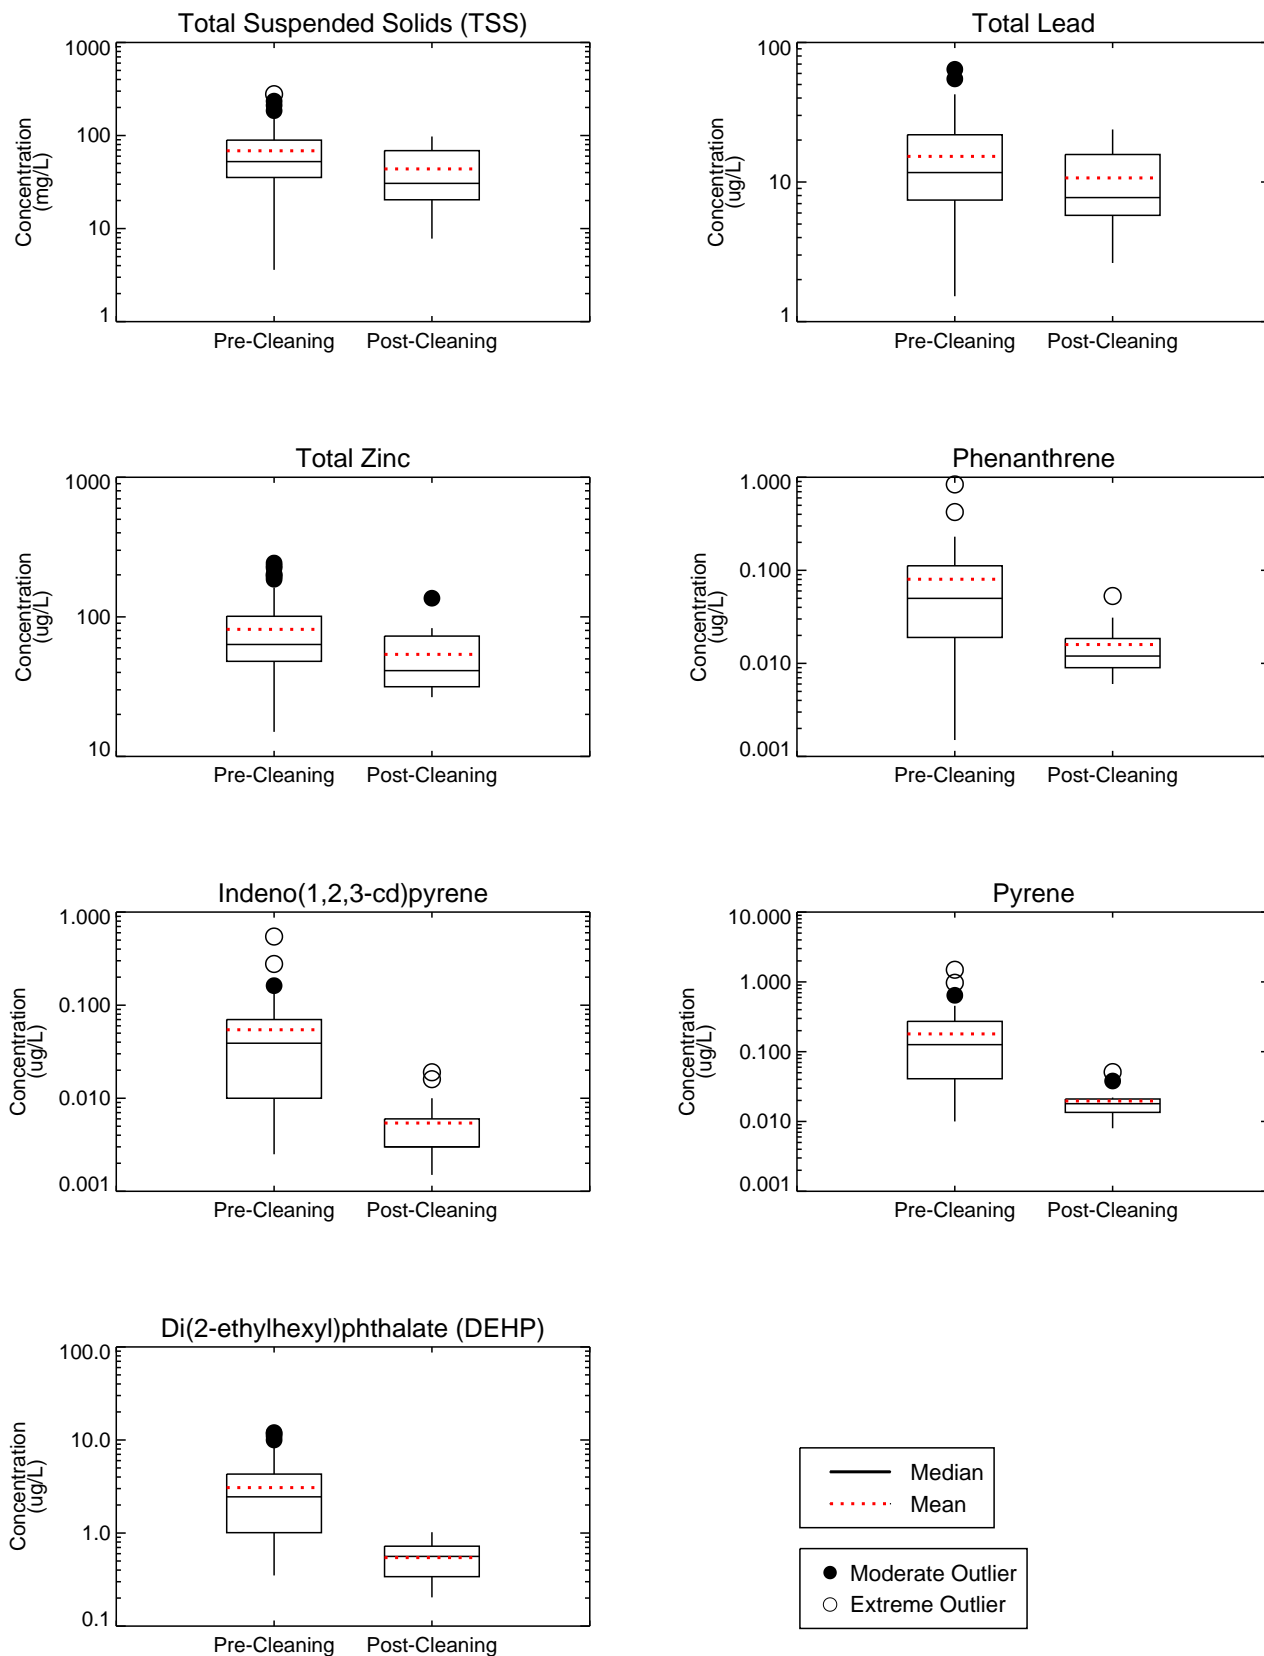 Total Suspended Solids (TSS)
1000
100
10
1
Concentration
(mg/L)
Pre-Cleaning Post-Cleaning
Total Lead
100
10
1
Concentration
(ug/L)
Pre-Cleaning Post-Cleaning
Total Zinc
1000
100
10
Concentration
(ug/L)
Pre-Cleaning Post-Cleaning
Phenanthrene
1.000
0.100
0.010
0.001
Concentration
(ug/L)
Pre-Cleaning Post-Cleaning
Indeno(1,2,3-cd)pyrene
1.000
0.100
0.010
0.001
Concentration
(ug/L)
Pre-Cleaning Post-Cleaning
Pyrene
10.000
1.000
0.100
0.010
0.001
Concentration
(ug/L)
Pre-Cleaning Post-Cleaning
Di(2-ethylhexyl)phthalate (DEHP)
100.0
10.0
1.0
0.1
Concentration
(ug/L)
Pre-Cleaning Post-Cleaning
Median
Mean
Moderate Outlier
Extreme Outlier